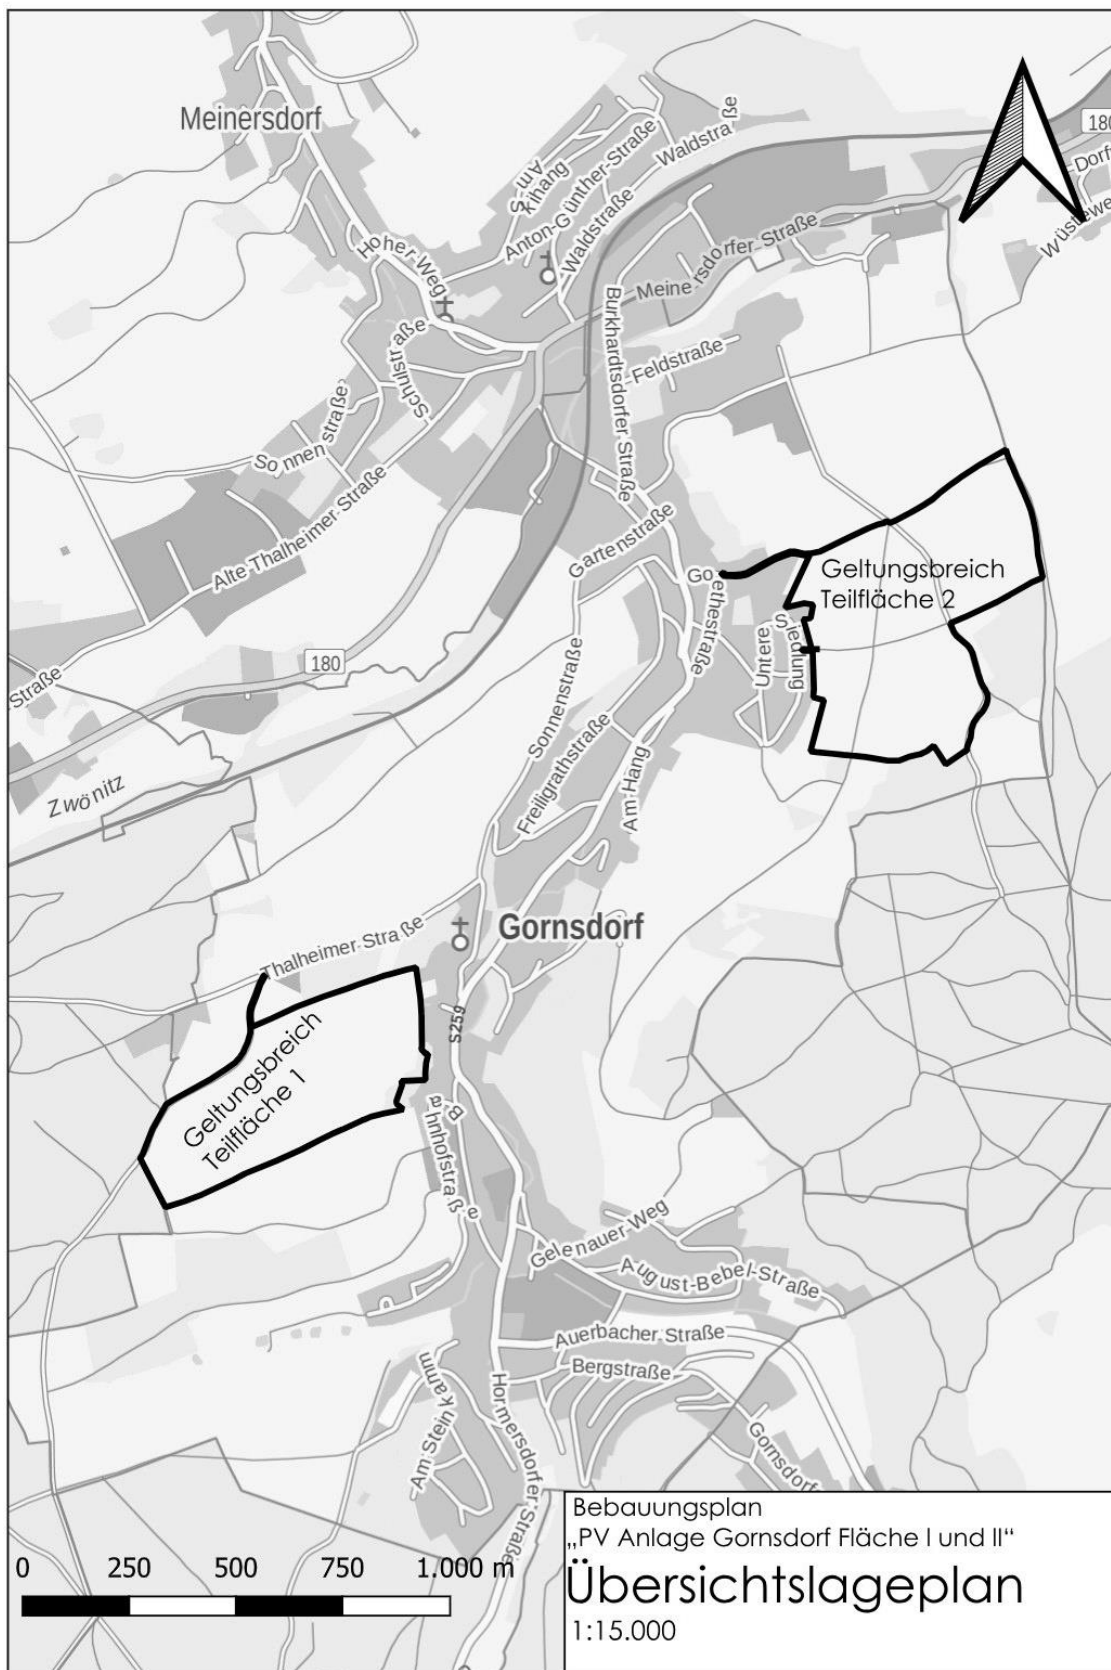 Meinersdorf
180
Dorf
Wüstewe
Am S-
kihang
Anton-Günther-Straße
Waldstraße
Waldstraße
Hoher Weg
Meinersdorfer Straße
Schulstraße
Burkhardtsdorfer Straße
Feldstraße
Sonnenstraße
Alte Thalheimer Straße
Gartenstraße
Goethestraße
Geltungsbreich
Teilfläche 2
Untere
Siedlung
180
-Straße
Zwönitz
Sonnenstraße
Freiligrathstraße
Am Hang
Gornsdorf
Thalheimer Straße
S259
Geltungsbreich
Teilfläche 1
Bahnhofstraße
Gelenauer Weg
August-Bebel-Straße
Auerbacher Straße
Bergstraße
Am Steinkamm
Hormersdorfer Straße
Gornsdorf
Bebauungsplan
„PV Anlage Gornsdorf Fläche I und II“
Übersichtslageplan
1:15.000
0 250 500 750 1.000 m